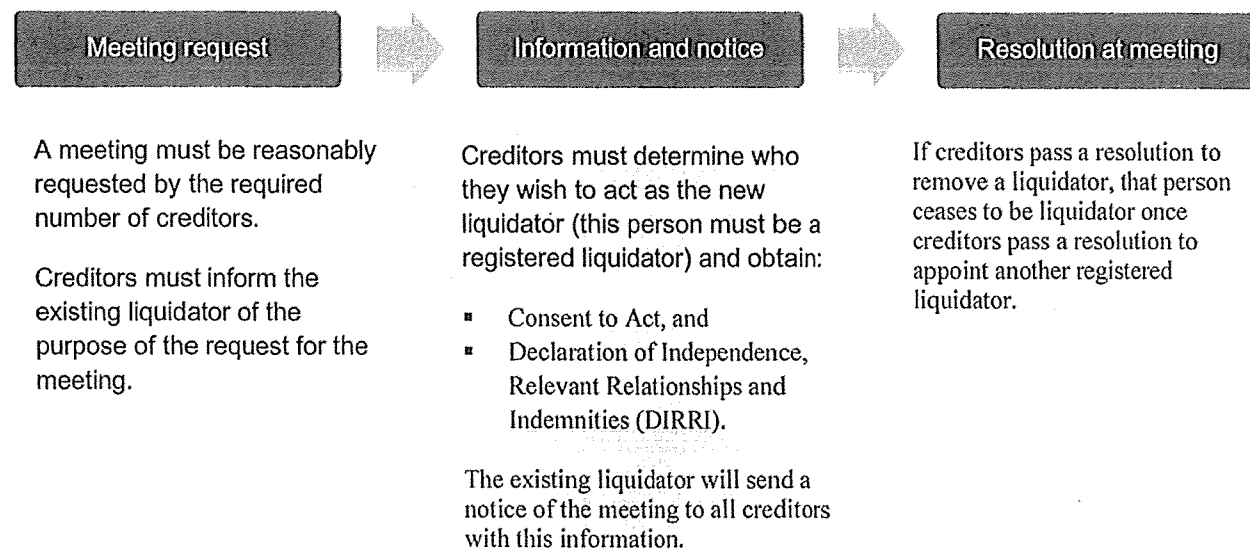 Meeting request
Information and notice
Resolution at meeting
A meeting must be reasonably
requested by the required
number of creditors.
Creditors must inform the
existing liquidator of the
purpose of the request for the
meeting.
Creditors must determine who
they wish to act as the new
liquidator (this person must be a
registered liquidator) and obtain:
▪ Consent to Act, and
▪ Declaration of Independence,
Relevant Relationships and
Indemnities (DIRRI).
The existing liquidator will send a
notice of the meeting to all creditors
with this information.
If creditors pass a resolution to
remove a liquidator, that person
ceases to be liquidator once
creditors pass a resolution to
appoint another registered
liquidator.